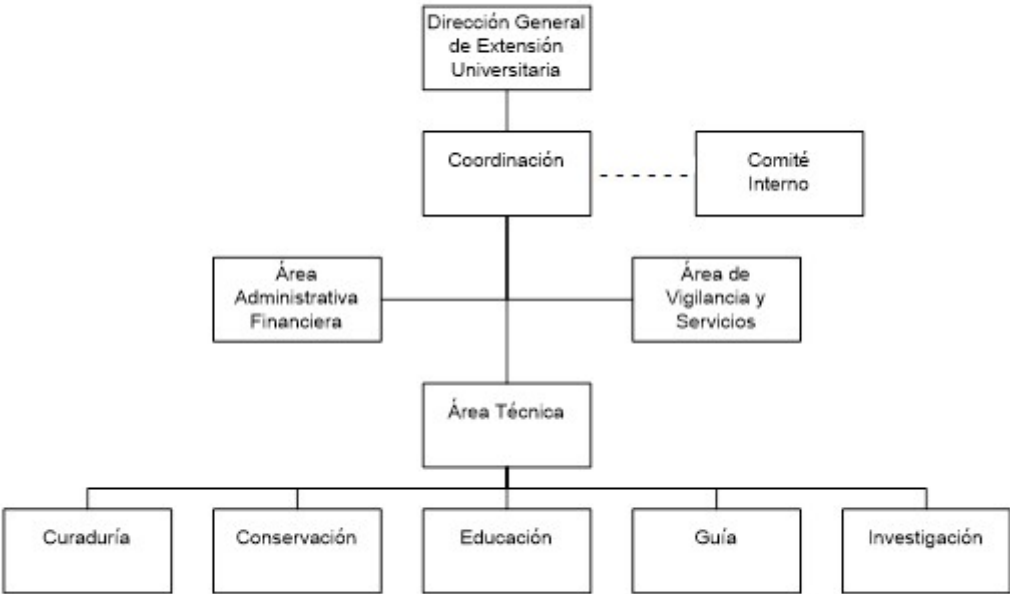 Dirección General
de Extensión
Universitaria
Coordinación
Comité
Interno
Área
Administrativa
Financiera
Área de
Vigilancia y
Servicios
Área Técnica
Curaduría
Conservación
Educación
Guía
Investigación